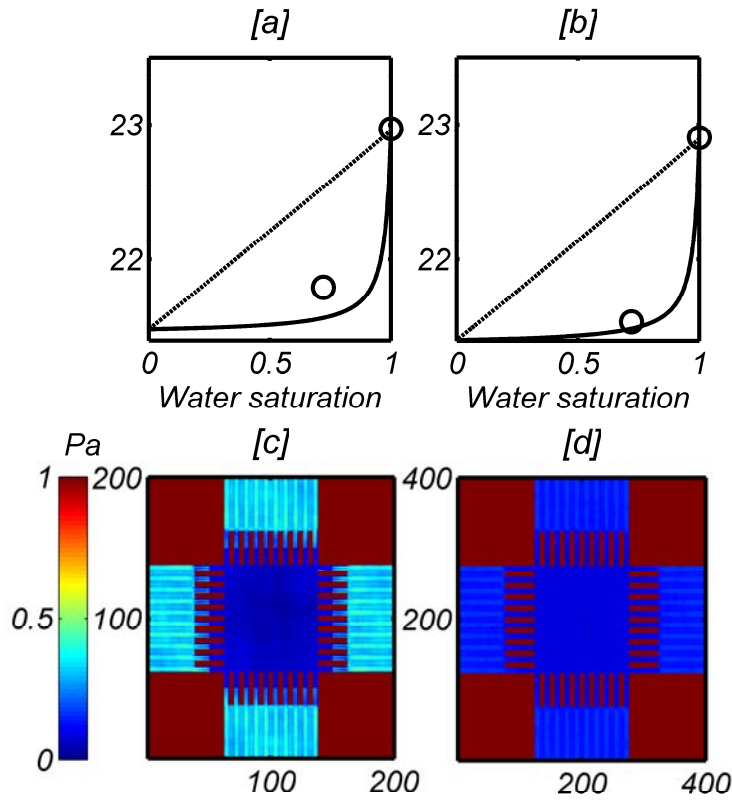 [a] [b]
23 23
22 22
0 0.5 1 0 0.5 1
Water saturation Water saturation
Pa [c] [d]
1 200 400
0.5 100 200
0
100 200 200 400